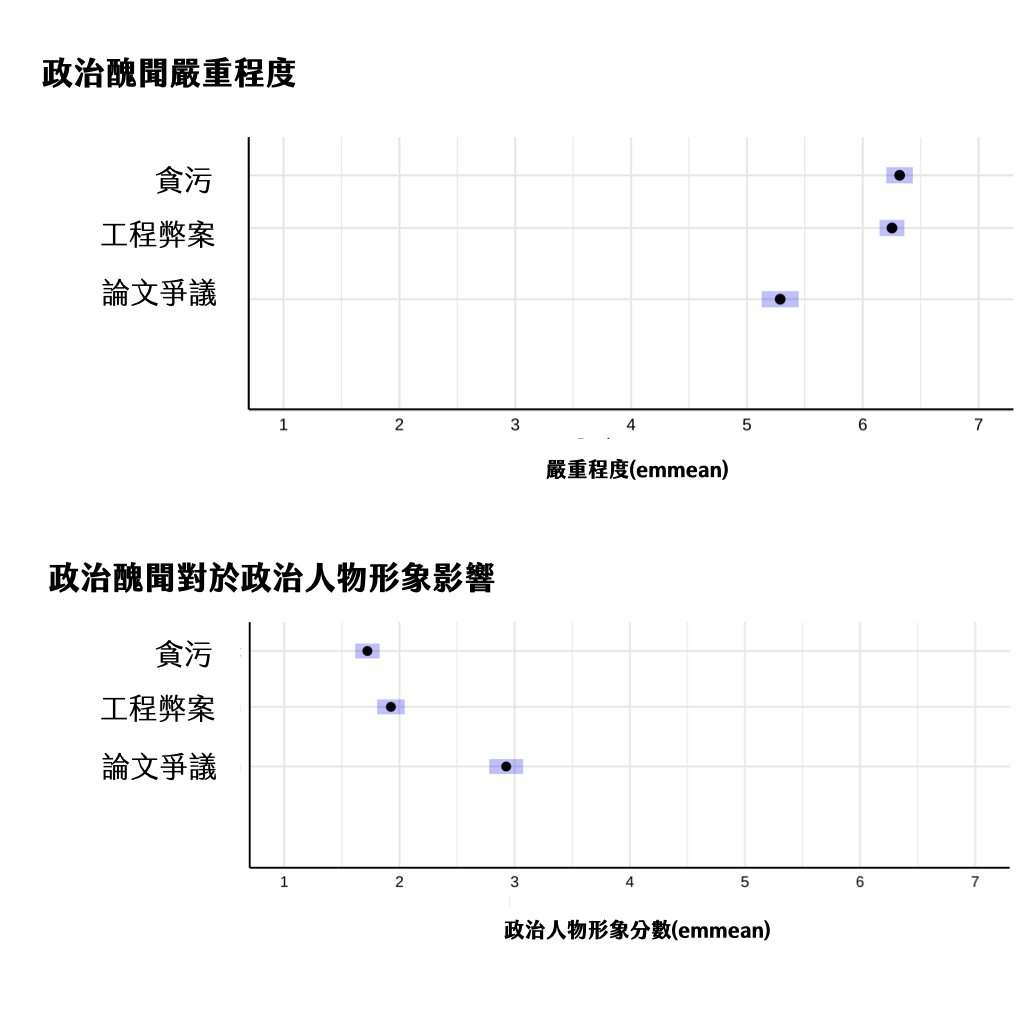 政治醜聞嚴重程度
貪污
工程弊案
論文爭議
1 2 3 4 5 6 7
嚴重程度(emmean)
政治醜聞對於政治人物形象影響
貪污
工程弊案
論文爭議
1 2 3 4 5 6 7
政治人物形象分數(emmean)